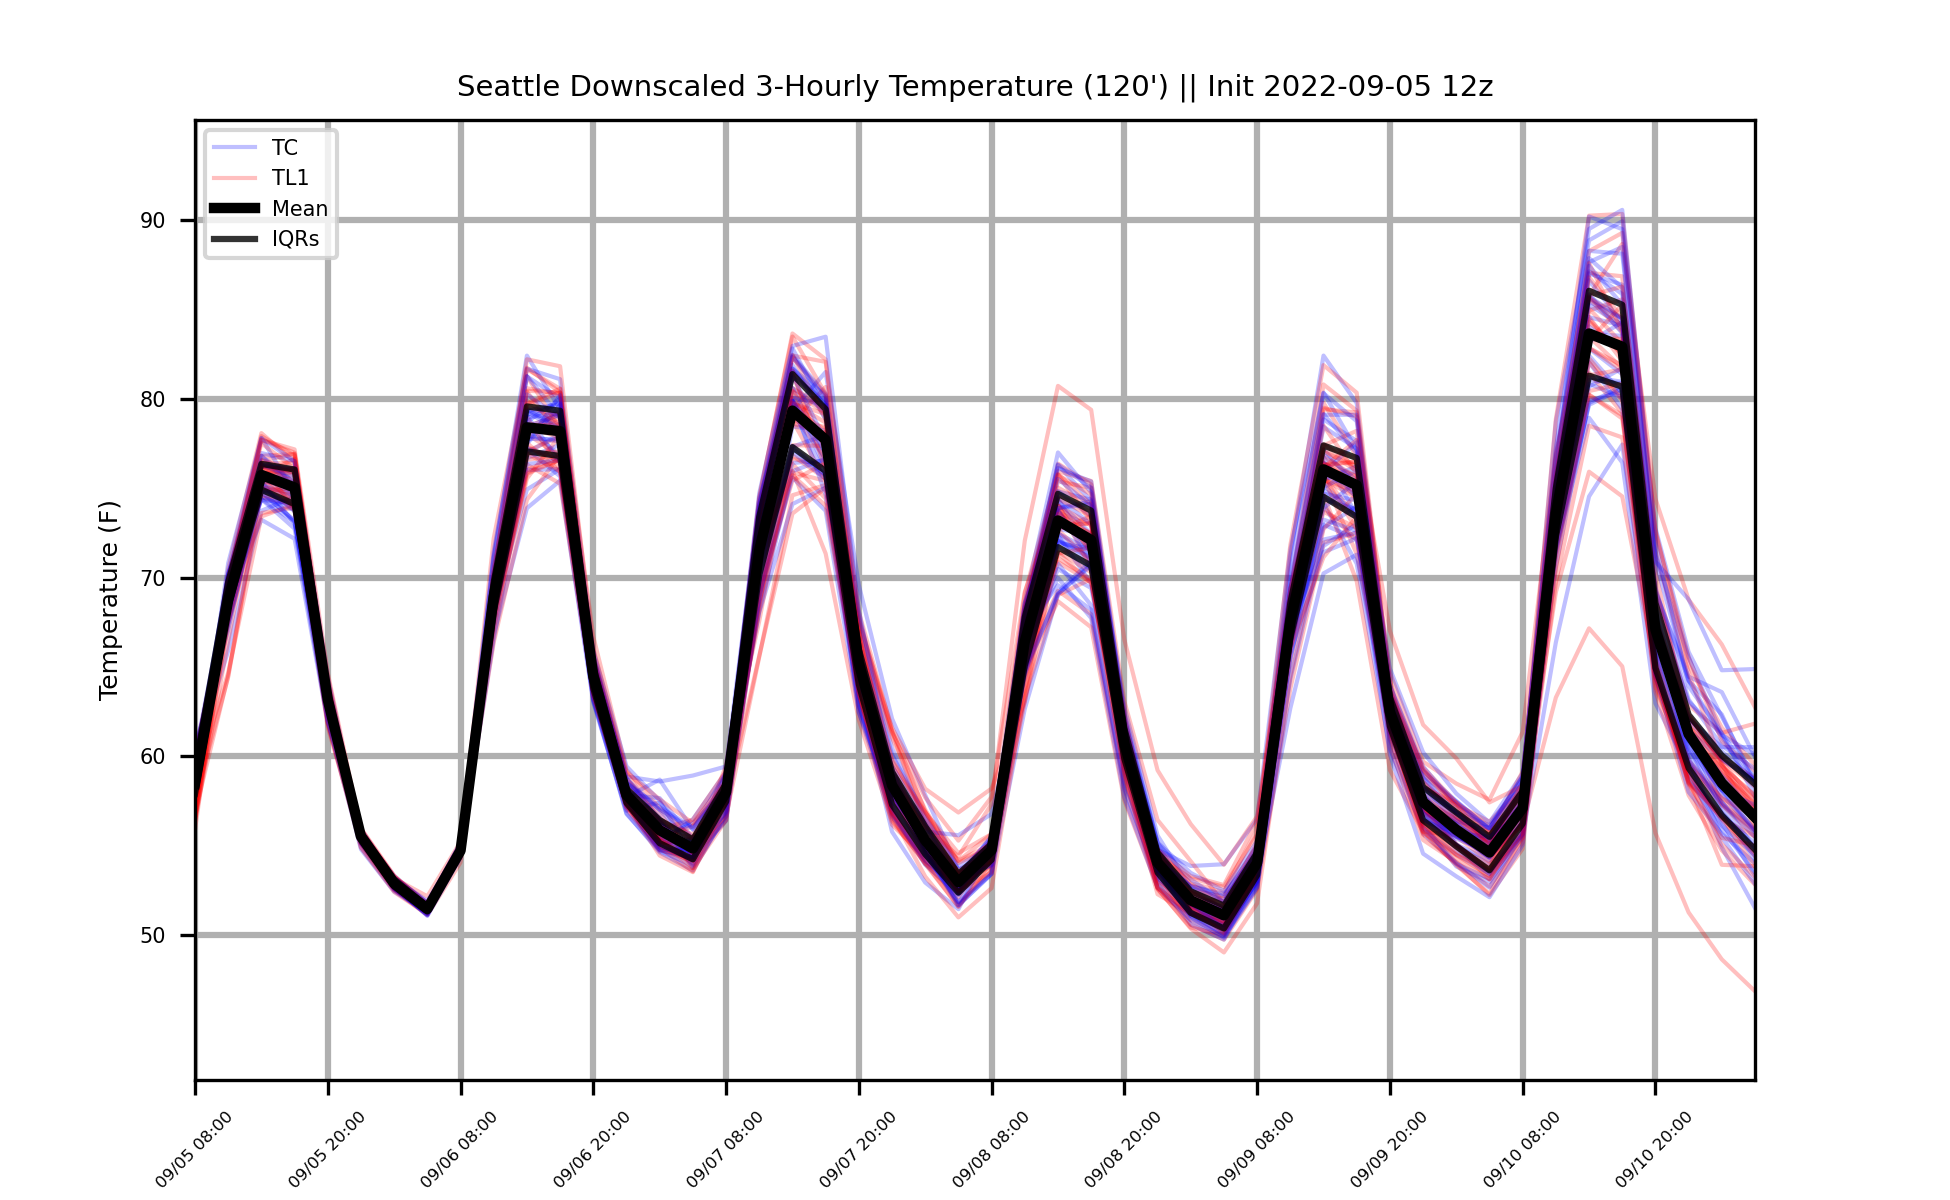 Seattle Downscaled 3-Hourly Temperature (120') || Init 2022-09-05 12z
TC
TL1
Mean
IQRs
Temperature (F)
90
80
70
60
50
09/05 08:00
09/05 20:00
09/06 08:00
09/06 20:00
09/07 08:00
09/07 20:00
09/08 08:00
09/08 20:00
09/09 08:00
09/09 20:00
09/10 08:00
09/10 20:00